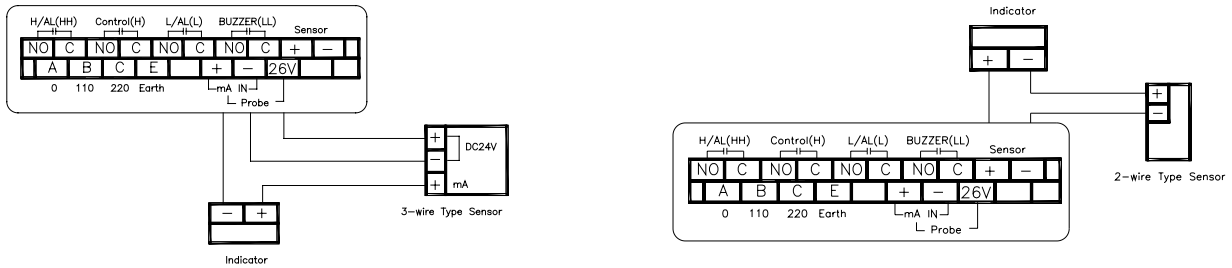 H/AL(HH) Control(H) L/AL(L) BUZZER(LL) Sensor
NO C NO C NO C NO C + −
A B C E + − 26V
0 110 220 Earth mA IN
Probe
+ DC24V
−
+ mA
3-wire Type Sensor
− +
Indicator
Indicator
+ −
+
−
2-wire Type Sensor
H/AL(HH) Control(H) L/AL(L) BUZZER(LL) Sensor
NO C NO C NO C NO C + −
A B C E + − 26V
0 110 220 Earth mA IN
Probe